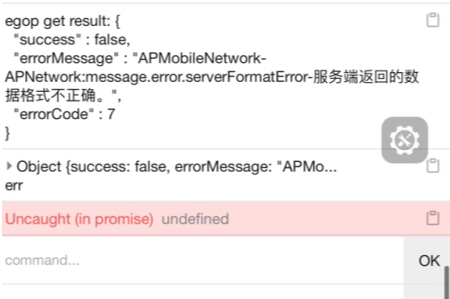 egop get result: {
"success" : false,
"errorMessage" : "APMobileNetwork-
APNetwork:message.error.serverFormatError-服务端返回的数
据格式不正确。",
"errorCode" : 7
}
Object {success: false, errorMessage: "APMo...
err
Uncaught (in promise) undefined
command...
OK